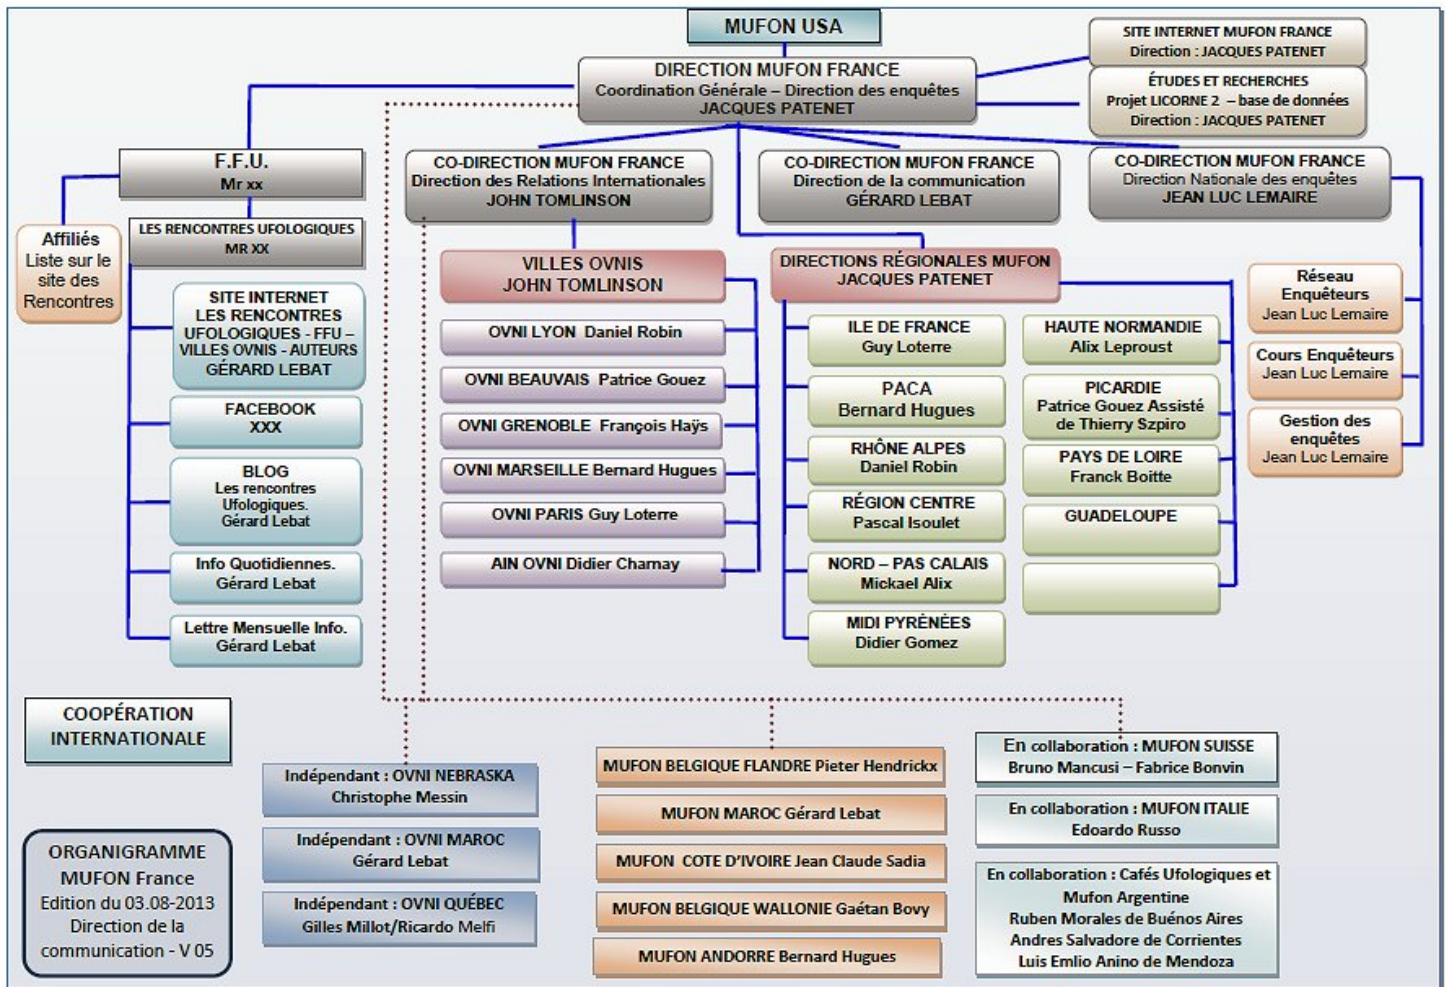 MUFON USA
SITE INTERNET MUFON FRANCE
Direction : JACQUES PATENET
DIRECTION MUFON FRANCE
Coordination Générale – Direction des enquêtes
JACQUES PATENET
ÉTUDES ET RECHERCHES
Projet LICORNE 2 – base de données
Direction : JACQUES PATENET
F.F.U.
Mr xx
CO-DIRECTION MUFON FRANCE
Direction des Relations Internationales
JOHN TOMLINSON
CO-DIRECTION MUFON FRANCE
Direction de la communication
GÉRARD LEBAT
CO-DIRECTION MUFON FRANCE
Direction Nationale des enquêtes
JEAN LUC LEMAIRE
Affiliés
Liste sur le
site des
Rencontres
LES RENCONTRES UFOLOGIQUES
MR XX
SITE INTERNET
LES RENCONTRES
UFOLOGIQUES - FFU –
VILLES OVNIS - AUTEURS
GÉRARD LEBAT
FACEBOOK
XXX
BLOG
Les rencontres
Ufologiques.
Gérard Lebat
Info Quotidiennes.
Gérard Lebat
Lettre Mensuelle Info.
Gérard Lebat
VILLES OVNIS
JOHN TOMLINSON
OVNI LYON Daniel Robin
OVNI BEAUVAIS Patrice Gouez
OVNI GRENOBLE François Haÿs
OVNI MARSEILLE Bernard Hugues
OVNI PARIS Guy Loterre
AIN OVNI Didier Charnay
DIRECTIONS RÉGIONALES MUFON
JACQUES PATENET
ILE DE FRANCE
Guy Loterre
PACA
Bernard Hugues
RHÔNE ALPES
Daniel Robin
RÉGION CENTRE
Pascal Isoulet
NORD – PAS CALAIS
Mickael Alix
MIDI PYRÉNÉES
Didier Gomez
HAUTE NORMANDIE
Alix Leproust
PICARDIE
Patrice Gouez Assisté
de Thierry Szpiro
PAYS DE LOIRE
Franck Boitte
GUADELOUPE
Réseau
Enquêteurs
Jean Luc Lemaire
Cours Enquêteurs
Jean Luc Lemaire
Gestion des
enquêtes
Jean Luc Lemaire
COOPÉRATION
INTERNATIONALE
Indépendant : OVNI NEBRASKA
Christophe Messin
Indépendant : OVNI MAROC
Gérard Lebat
Indépendant : OVNI QUÉBEC
Gilles Millot/Ricardo Melfi
MUFON BELGIQUE FLANDRE Pieter Hendrickx
MUFON MAROC Gérard Lebat
MUFON COTE D'IVOIRE Jean Claude Sadia
MUFON BELGIQUE WALLONIE Gaétan Bovy
MUFON ANDORRE Bernard Hugues
En collaboration : MUFON SUISSE
Bruno Mancusi – Fabrice Bonvin
En collaboration : MUFON ITALIE
Edoardo Russo
En collaboration : Cafés Ufologiques et
Mufon Argentine
Ruben Morales de Buénos Aires
Andres Salvadore de Corrientes
Luis Emlio Anino de Mendoza
ORGANIGRAMME
MUFON France
Edition du 03.08-2013
Direction de la
communication - V 05